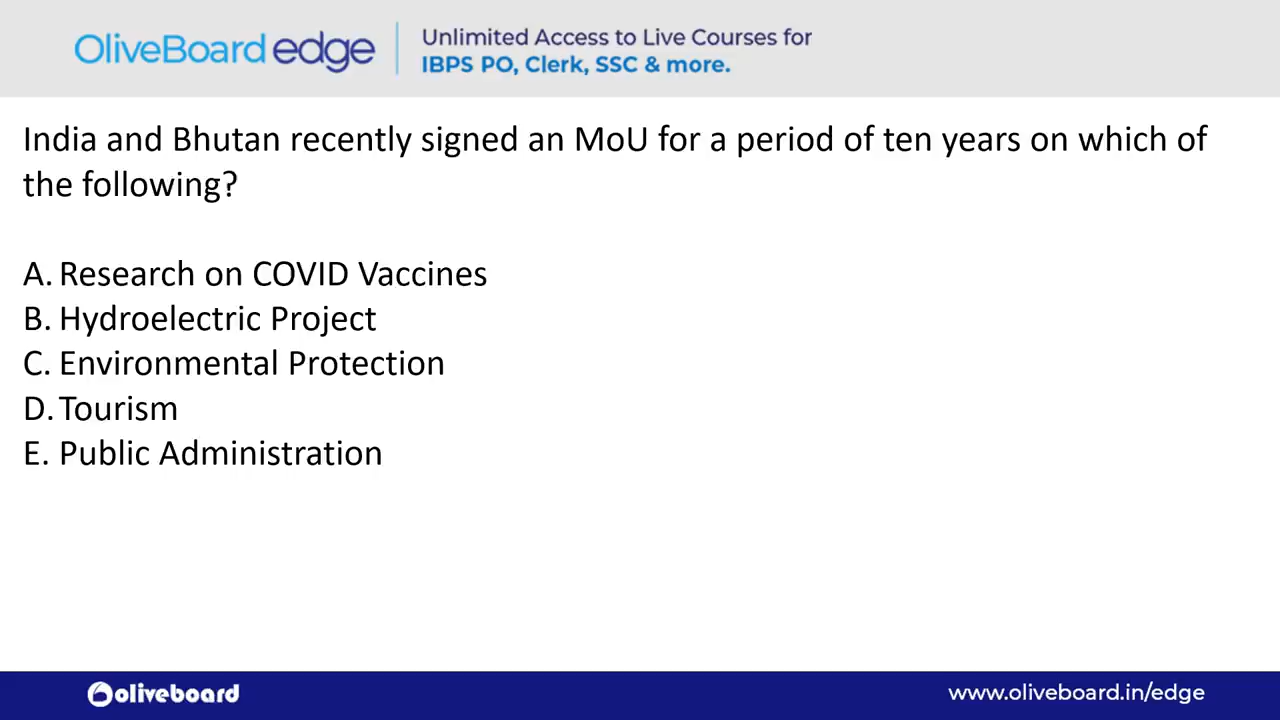 OliveBoard edge
Unlimited Access to Live Courses for
IBPS PO, Clerk, SSC & more.
India and Bhutan recently signed an MoU for a period of ten years on which of
the following?
A. Research on COVID Vaccines
B. Hydroelectric Project
C. Environmental Protection
D. Tourism
E. Public Administration
oliveboard
www.oliveboard.in/edge